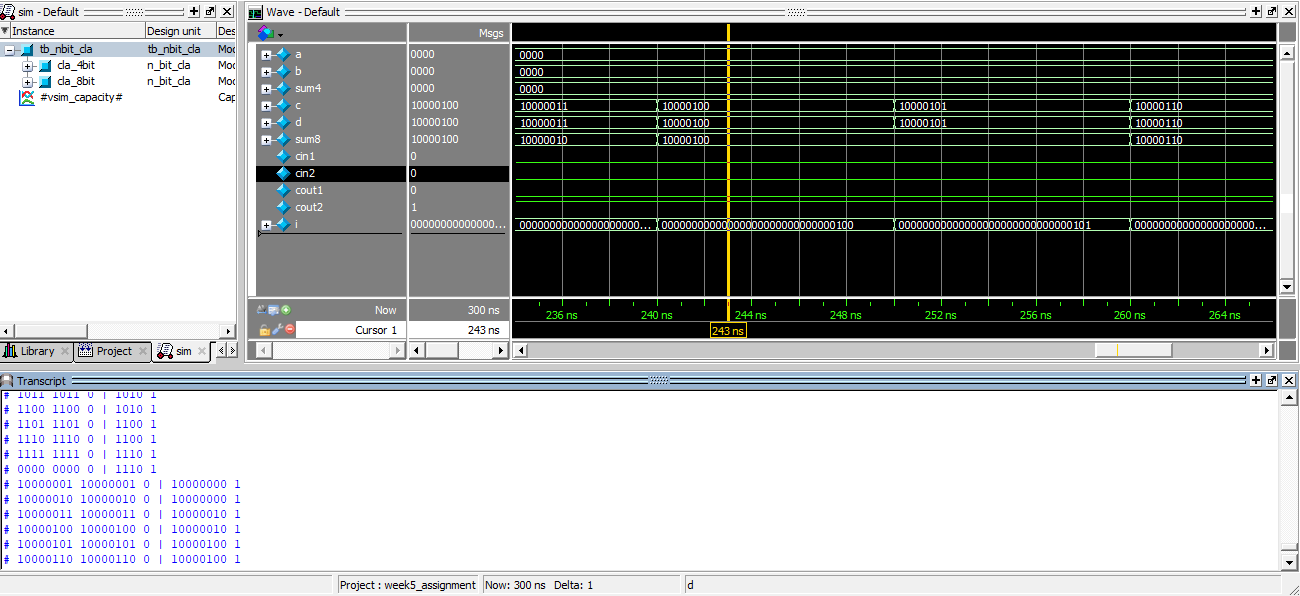 sim - Default
Instance Design unit Des
tb_nbit_cla tb_nbit_cla Mod
cla_4bit n_bit_cla Mod
cla_8bit n_bit_cla Mod
#vsim_capacity# Cap
Library Project sim
Wave - Default
Msgs
a 0000 0000
b 0000 0000
sum4 0000 0000
c 10000100 10000011 10000100 10000101 10000110
d 10000100 10000011 10000100 10000101 10000110
sum8 10000100 10000010 10000100 10000110
cin1 0
cin2 0
cout1 0
cout2 1
i 00000000000000... 00000000000000000000... 00000000000000000000000000000100 00000000000000000000000000000101 00000000000000000000...
Now 300 ns 236 ns 240 ns 244 ns 248 ns 252 ns 256 ns 260 ns 264 ns
Cursor 1 243 ns 243 ns
Transcript
# 1011 1011 0 | 1010 1
# 1100 1100 0 | 1010 1
# 1101 1101 0 | 1100 1
# 1110 1110 0 | 1100 1
# 1111 1111 0 | 1110 1
# 0000 0000 0 | 1110 1
# 10000001 10000001 0 | 10000000 1
# 10000010 10000010 0 | 10000000 1
# 10000011 10000011 0 | 10000010 1
# 10000100 10000100 0 | 10000010 1
# 10000101 10000101 0 | 10000100 1
# 10000110 10000110 0 | 10000100 1
Project : week5_assignment Now: 300 ns Delta: 1 d